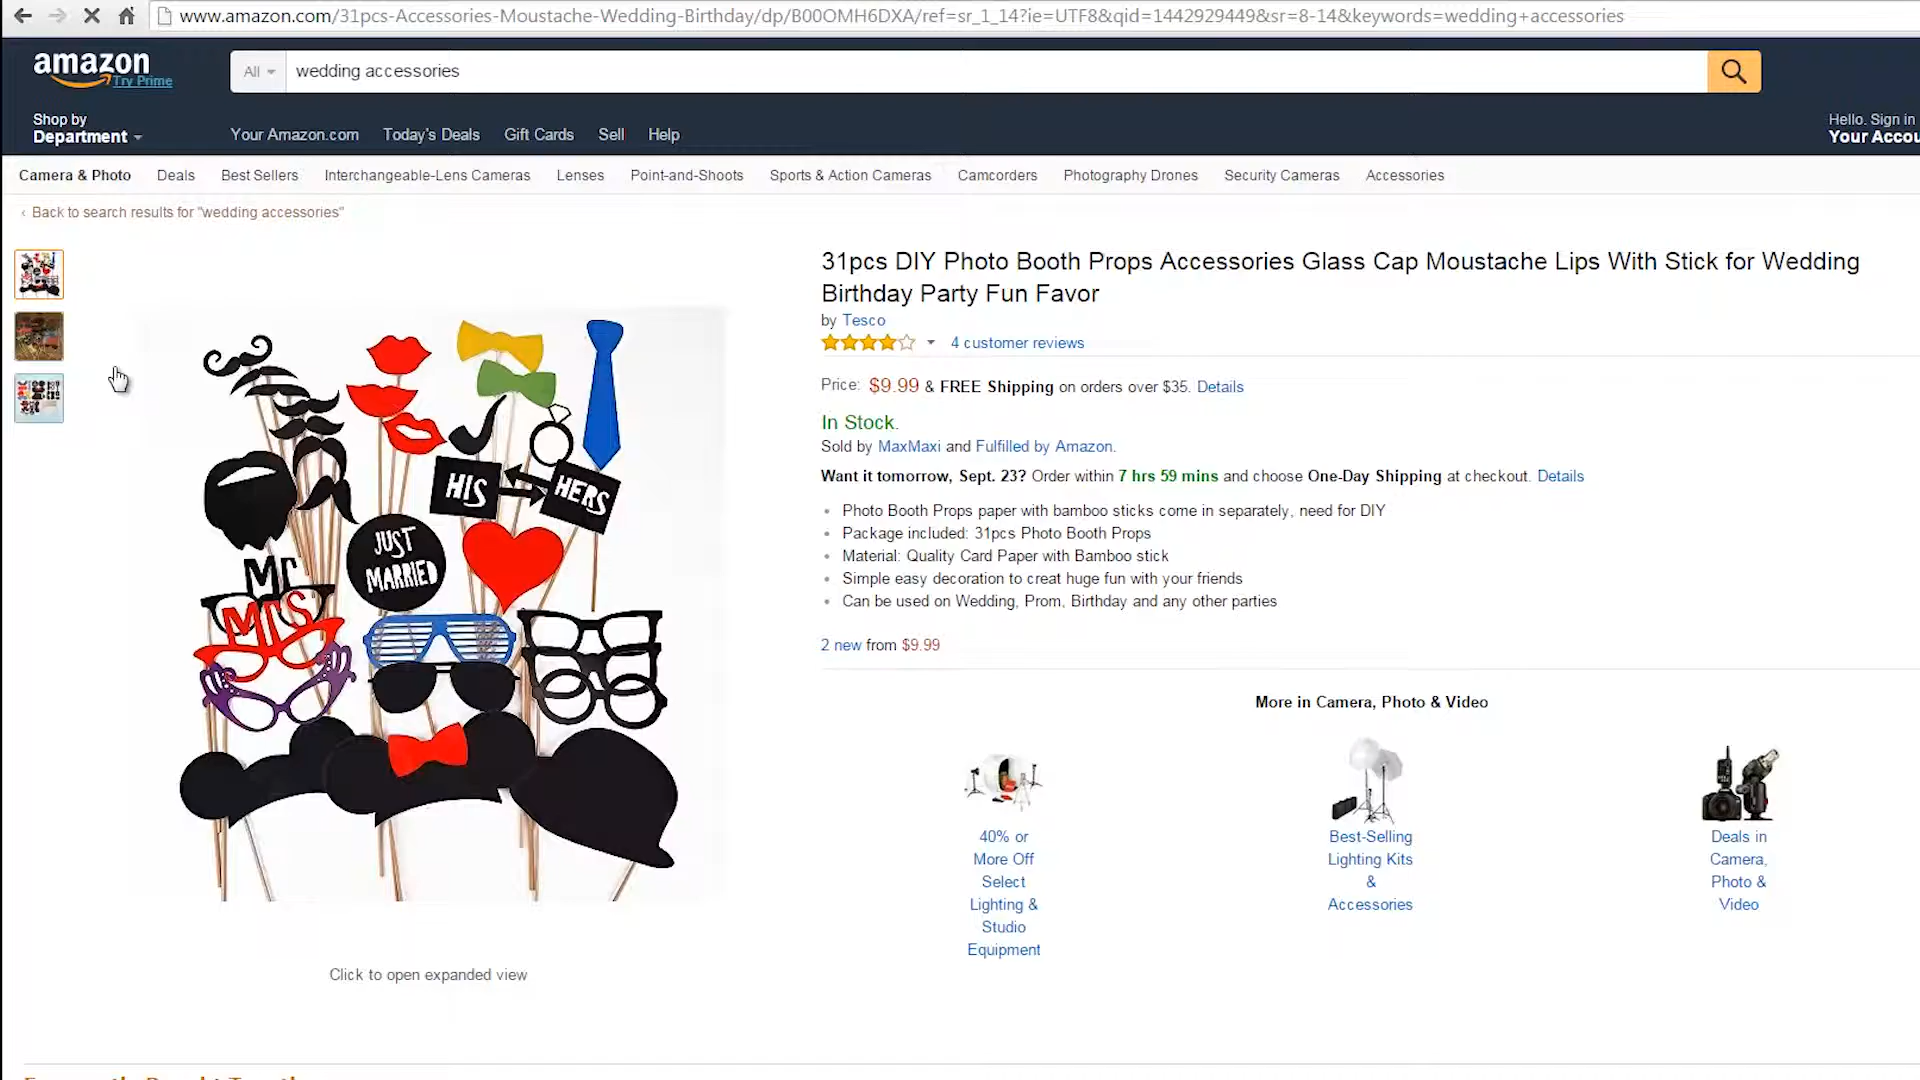 www.amazon.com/31pcs-Accessories-Moustache-Wedding-Birthday/dp/B00OMH6DXA/ref=sr_1_14?ie=UTF8&qid=1442929449&sr=8-14&keywords=wedding+accessories
amazon
Try Prime
All
wedding accessories
Shop by
Department
Your Amazon.com
Today's Deals
Gift Cards
Sell
Help
Hello. Sign in
Your Accou
Camera & Photo
Deals
Best Sellers
Interchangeable-Lens Cameras
Lenses
Point-and-Shoots
Sports & Action Cameras
Camcorders
Photography Drones
Security Cameras
Accessories
‹ Back to search results for "wedding accessories"
HIS
HERS
JUST
MARRIED
Mr
Mrs
Click to open expanded view
31pcs DIY Photo Booth Props Accessories Glass Cap Moustache Lips With Stick for Wedding
Birthday Party Fun Favor
by Tesco
4 customer reviews
Price: $9.99 & FREE Shipping on orders over $35. Details
In Stock.
Sold by MaxMaxi and Fulfilled by Amazon.
Want it tomorrow, Sept. 23? Order within 7 hrs 59 mins and choose One-Day Shipping at checkout. Details
• Photo Booth Props paper with bamboo sticks come in separately, need for DIY
• Package included: 31pcs Photo Booth Props
• Material: Quality Card Paper with Bamboo stick
• Simple easy decoration to creat huge fun with your friends
• Can be used on Wedding, Prom, Birthday and any other parties
2 new from $9.99
More in Camera, Photo & Video
40% or
More Off
Select
Lighting &
Studio
Equipment
Best-Selling
Lighting Kits
&
Accessories
Deals in
Camera,
Photo &
Video